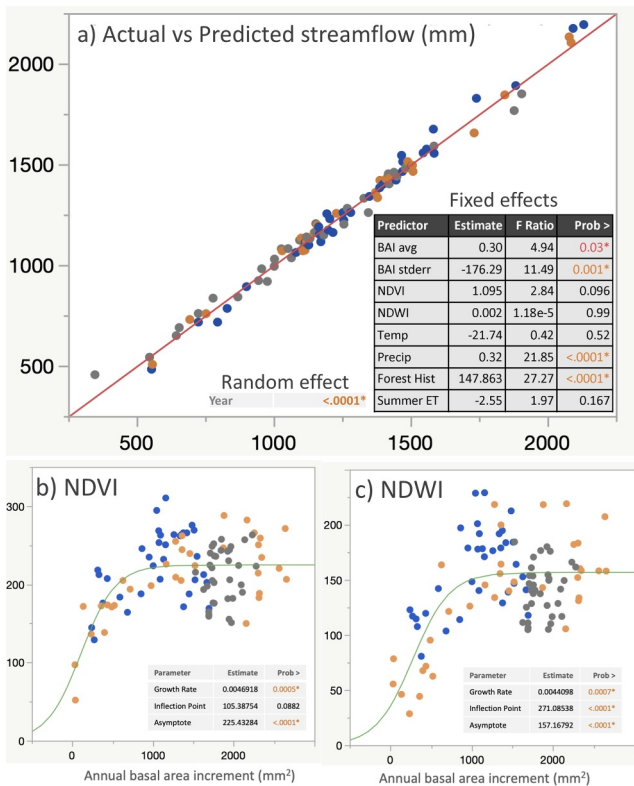 a) Actual vs Predicted streamflow (mm)
2000
1500
1000
500
Fixed effects
Predictor Estimate F Ratio Prob >
BAI avg 0.30 4.94 0.03*
BAI stderr -176.29 11.49 0.001*
NDVI 1.095 2.84 0.096
NDWI 0.002 1.18e-5 0.99
Temp -21.74 0.42 0.52
Precip 0.32 21.85 <.0001*
Forest Hist 147.863 27.27 <.0001*
Summer ET -2.55 1.97 0.167
Random effect
Year <.0001*
500 1000 1500 2000
b) NDVI
300
200
100
0
Parameter Estimate Prob >
Growth Rate 0.0046918 0.0005*
Inflection Point 105.38754 0.0882
Asymptote 225.43284 <.0001*
0 1000 2000
Annual basal area increment (mm²)
c) NDWI
200
150
100
50
0
Parameter Estimate Prob >
Growth Rate 0.0044098 0.0007*
Inflection Point 271.08538 <.0001*
Asymptote 157.16792 <.0001*
0 1000 2000
Annual basal area increment (mm²)